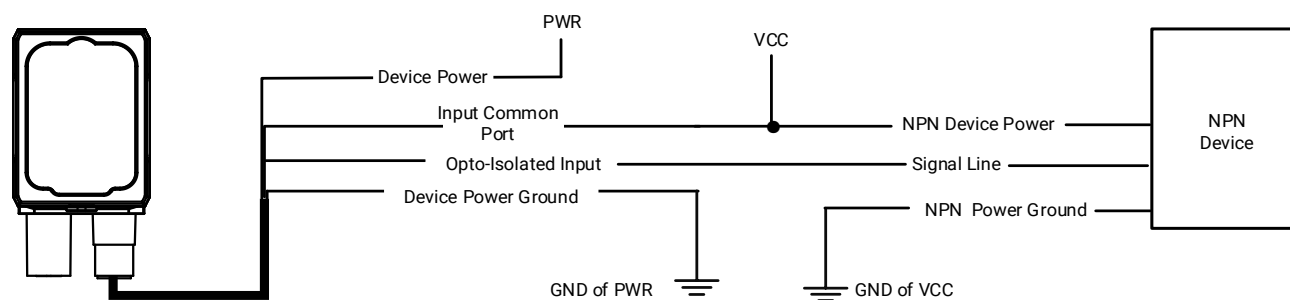 PWR
VCC
Device Power
Input Common
Port
NPN Device Power
NPN
Device
Opto-Isolated Input
Signal Line
Device Power Ground
NPN Power Ground
GND of PWR
GND of VCC